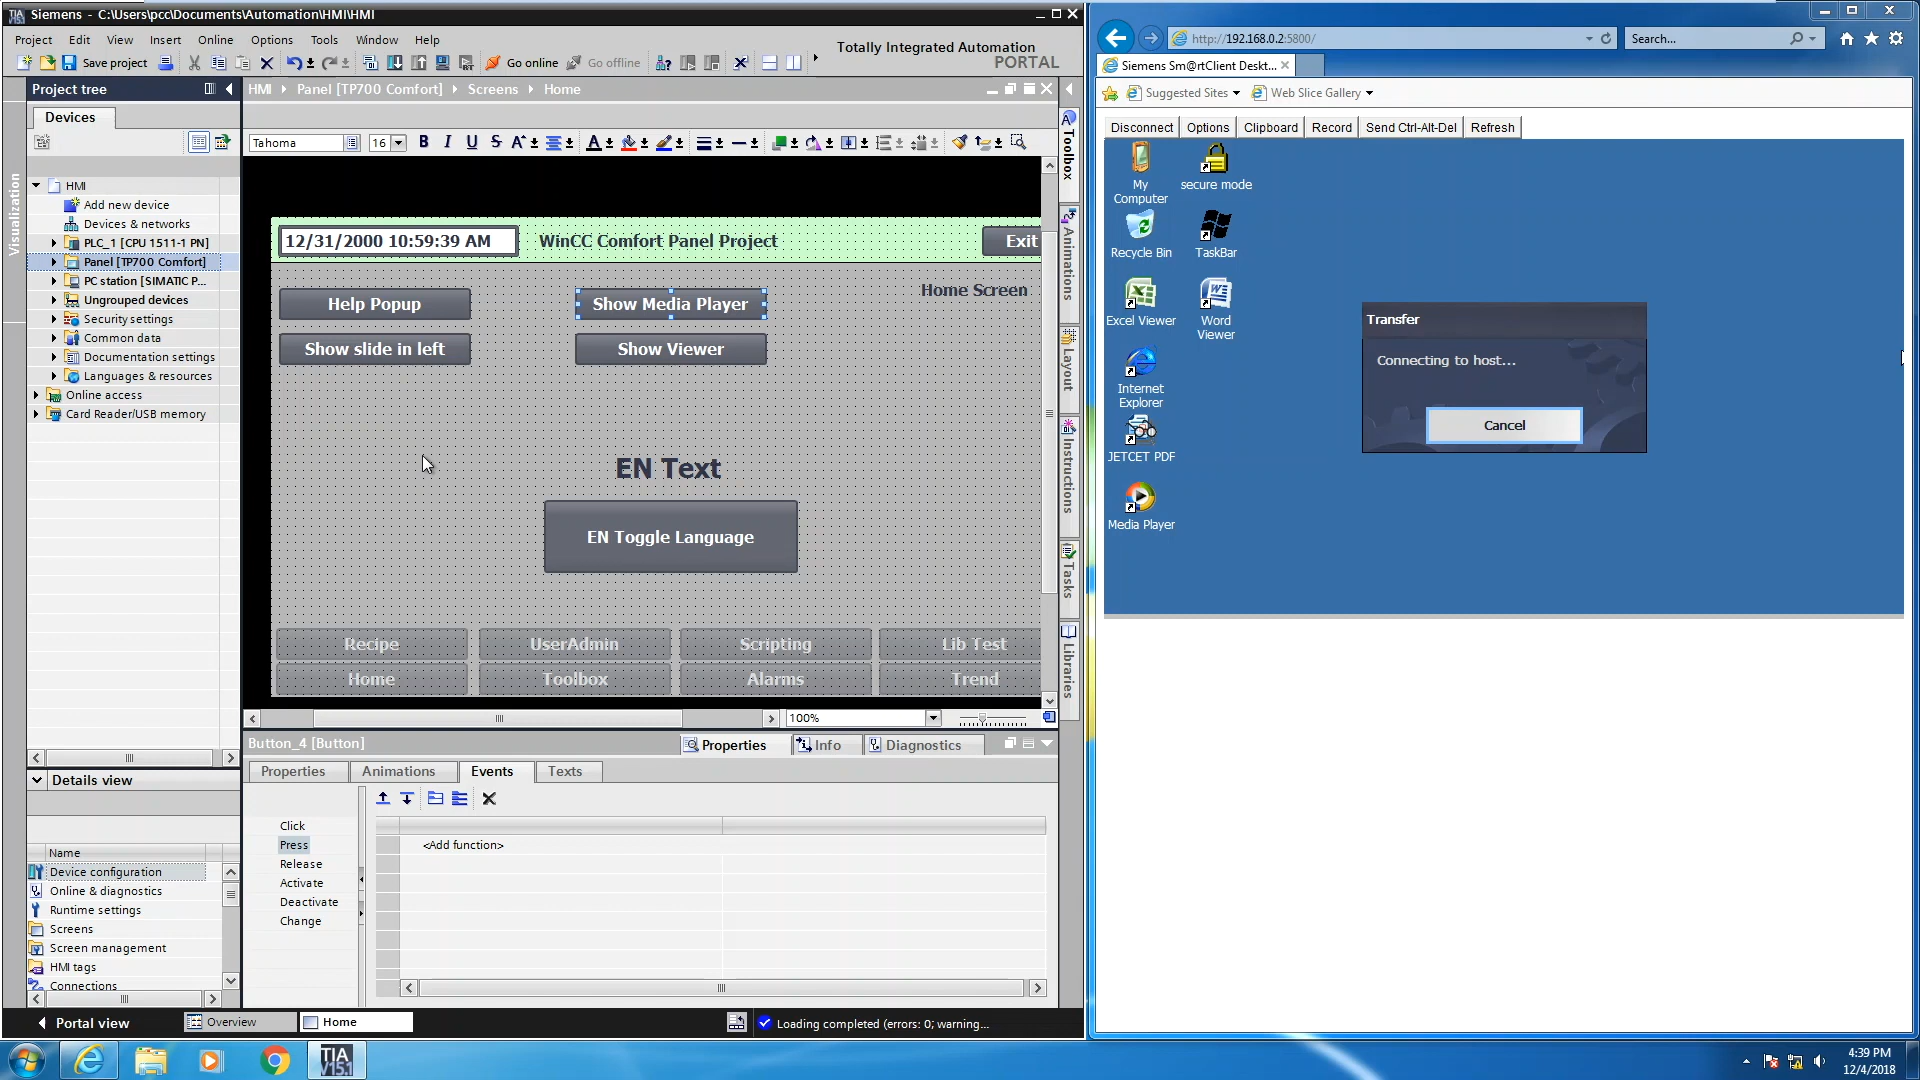 Siemens - C:\Users\pcc\Documents\Automation\HMI\HMI
Project Edit View Insert Online Options Tools Window Help
Totally Integrated Automation
PORTAL
Save project
Go online
Go offline
Project tree
HMI
Panel [TP700 Comfort]
Screens
Home
Devices
Visualization
Tahoma
16
B I U S A
HMI
Add new device
Devices & networks
PLC_1 [CPU 1511-1 PN]
Panel [TP700 Comfort]
PC station [SIMATIC P...
Ungrouped devices
Security settings
Common data
Documentation settings
Languages & resources
Online access
Card Reader/USB memory
12/31/2000 10:59:39 AM
WinCC Comfort Panel Project
Exit
Help Popup
Show Media Player
Home Screen
Show slide in left
Show Viewer
EN Text
EN Toggle Language
Recipe
UserAdmin
Scripting
Lib Test
Home
Toolbox
Alarms
Trend
100%
Toolbox
Animations
Layout
Instructions
Tasks
Libraries
Details view
Name
Device configuration
Online & diagnostics
Runtime settings
Screens
Screen management
HMI tags
Connections
Button_4 [Button]
Properties
Info
Diagnostics
Properties
Animations
Events
Texts
Click
Press
Release
Activate
Deactivate
Change
<Add function>
Portal view
Overview
Home
Loading completed (errors: 0; warning...
http://192.168.0.2:5800/
Search...
Siemens Sm@rtClient Deskt...
Suggested Sites
Web Slice Gallery
Disconnect
Options
Clipboard
Record
Send Ctrl-Alt-Del
Refresh
My Computer
secure mode
Recycle Bin
TaskBar
Excel Viewer
Word Viewer
Internet Explorer
JETCET PDF
Media Player
Transfer
Connecting to host...
Cancel
TIA
V15.1
4:39 PM
12/4/2018